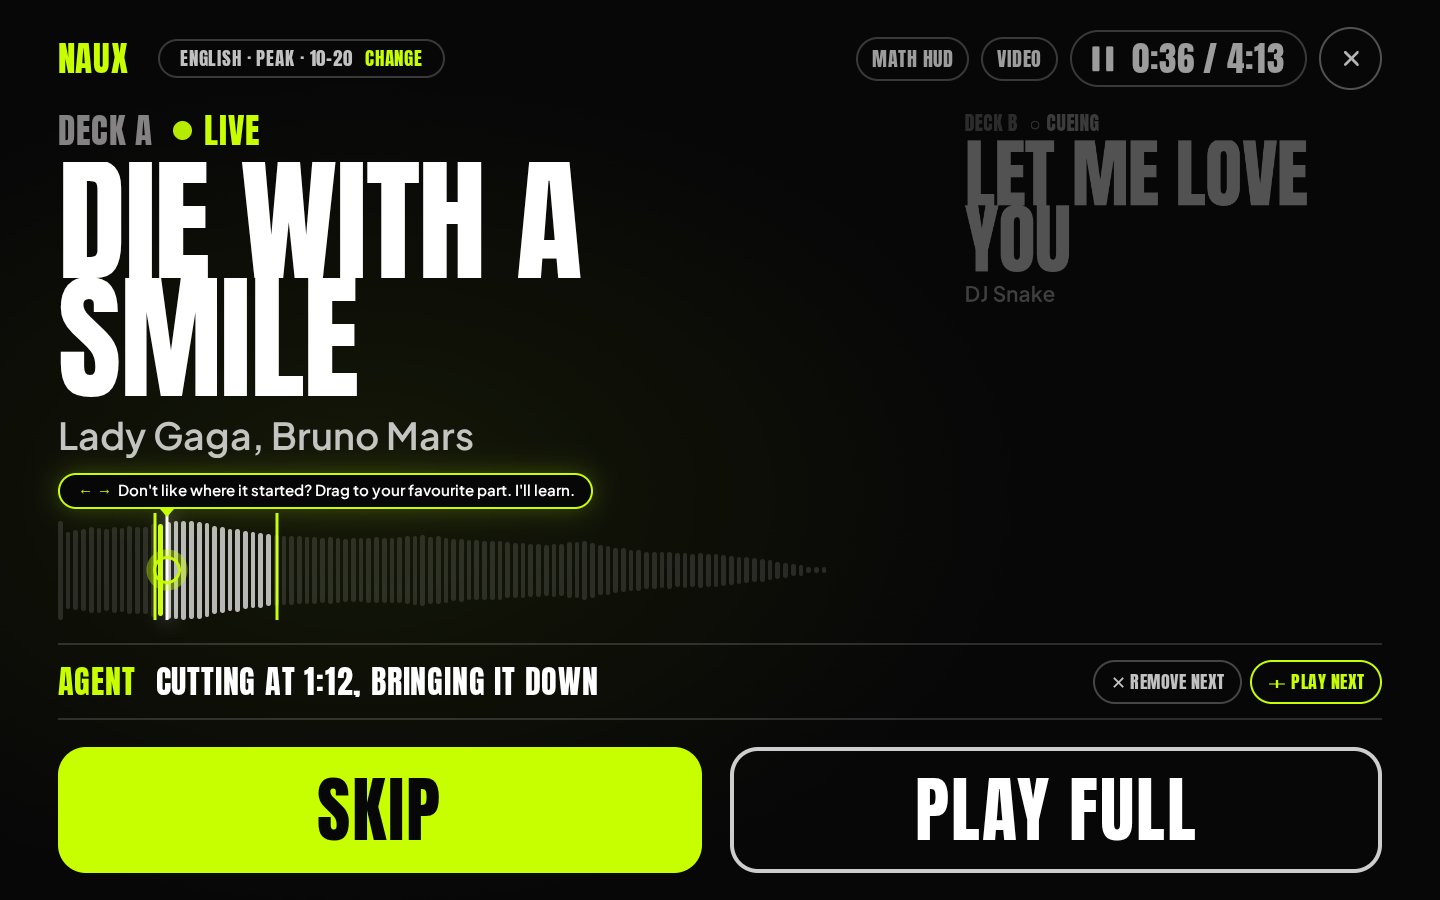 NAUX
ENGLISH · PEAK · 10-20 CHANGE
MATH HUD
VIDEO
0:36 / 4:13
DECK A LIVE
DIE WITH A
SMILE
Lady Gaga, Bruno Mars
DECK B CUEING
LET ME LOVE
YOU
DJ Snake
← → Don't like where it started? Drag to your favourite part. I'll learn.
AGENT CUTTING AT 1:12, BRINGING IT DOWN
× REMOVE NEXT
+ PLAY NEXT
SKIP
PLAY FULL